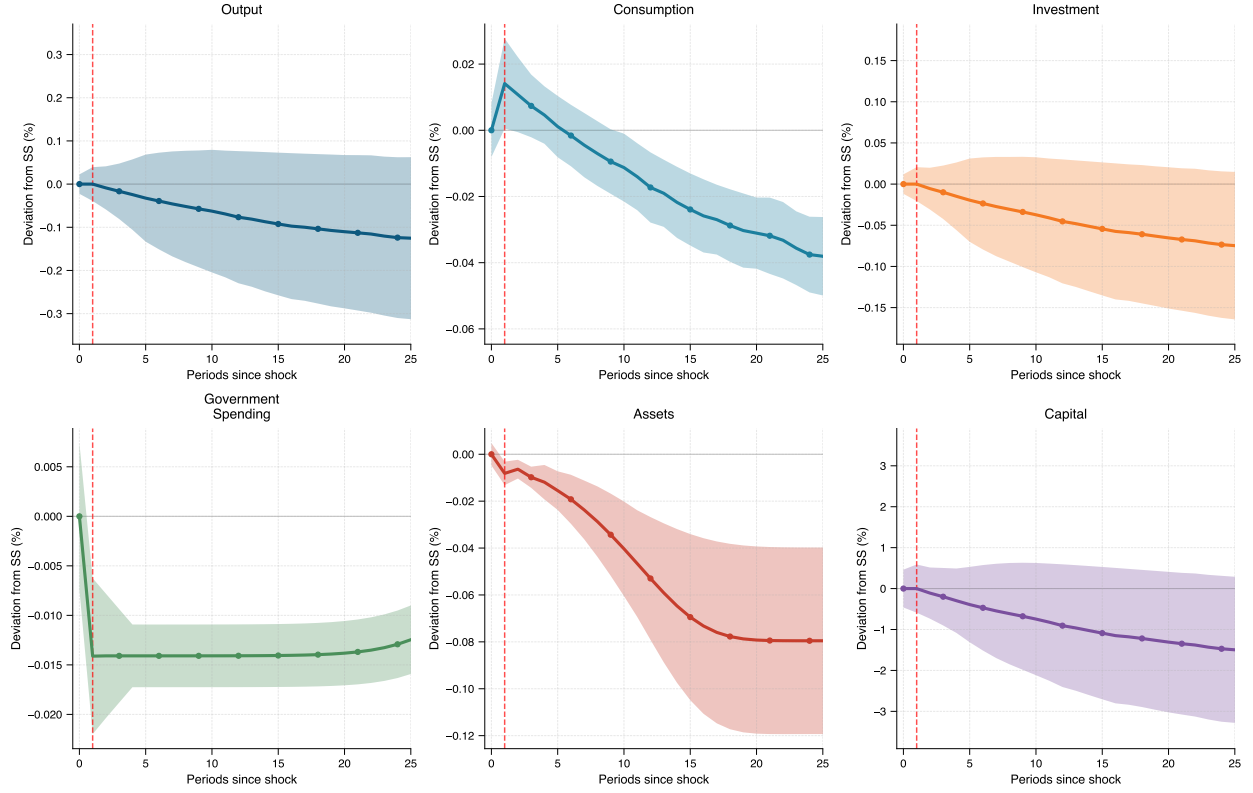 Output
Deviation from SS (%)
0.3
0.2
0.1
0.0
−0.1
−0.2
−0.3
0 5 10 15 20 25
Periods since shock
Consumption
Deviation from SS (%)
0.02
0.00
−0.02
−0.04
−0.06
0 5 10 15 20 25
Periods since shock
Investment
Deviation from SS (%)
0.15
0.10
0.05
0.00
−0.05
−0.10
−0.15
0 5 10 15 20 25
Periods since shock
Government
Spending
Deviation from SS (%)
0.005
0.000
−0.005
−0.010
−0.015
−0.020
0 5 10 15 20 25
Periods since shock
Assets
Deviation from SS (%)
0.00
−0.02
−0.04
−0.06
−0.08
−0.10
−0.12
0 5 10 15 20 25
Periods since shock
Capital
Deviation from SS (%)
3
2
1
0
−1
−2
−3
0 5 10 15 20 25
Periods since shock